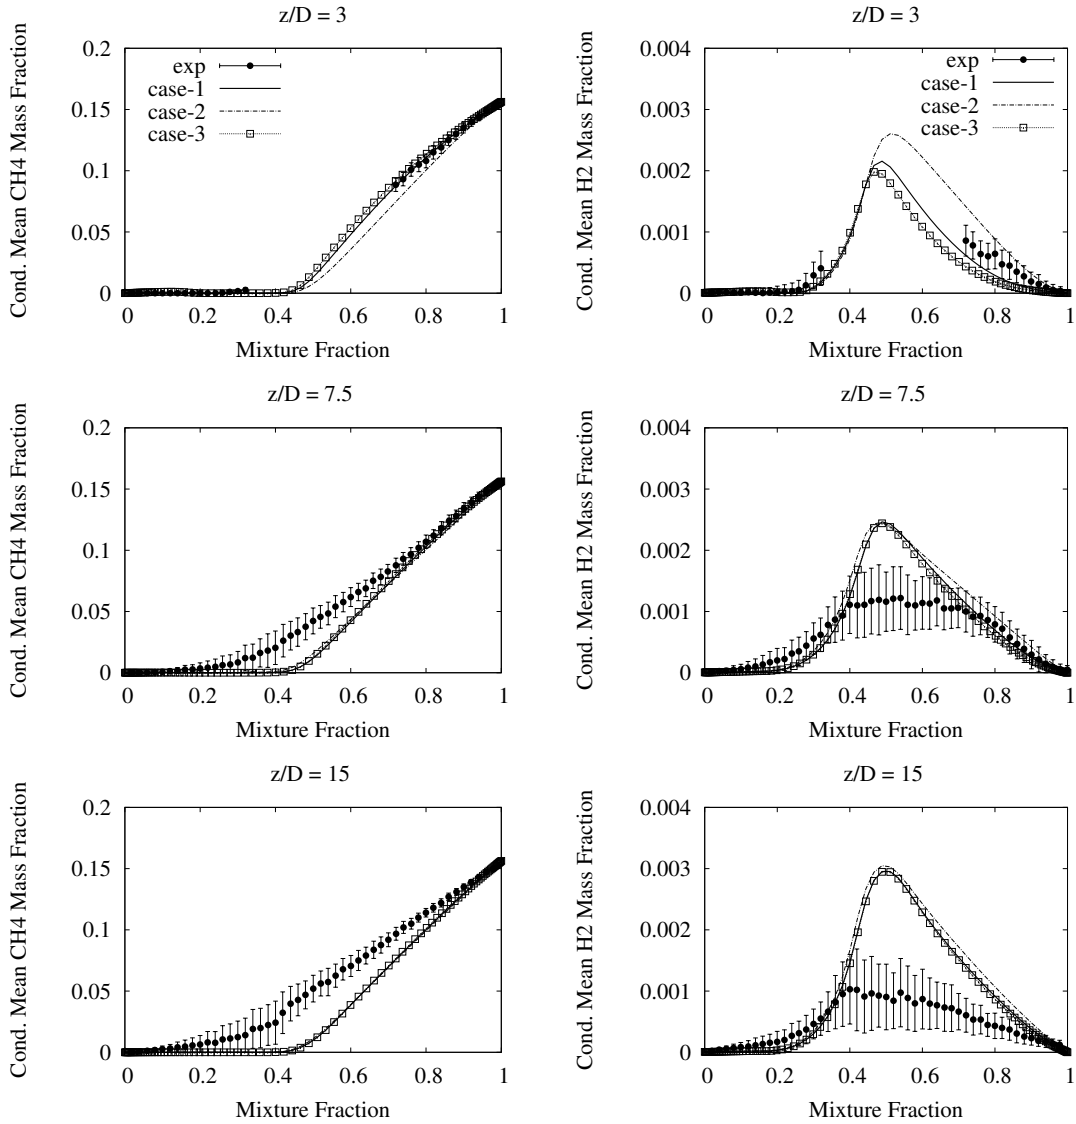 z/D = 3
Cond. Mean CH4 Mass Fraction
0.2
0.15
0.1
0.05
0
exp
case-1
case-2
case-3
0 0.2 0.4 0.6 0.8 1
Mixture Fraction
z/D = 3
Cond. Mean H2 Mass Fraction
0.004
0.003
0.002
0.001
0
exp
case-1
case-2
case-3
0 0.2 0.4 0.6 0.8 1
Mixture Fraction
z/D = 7.5
Cond. Mean CH4 Mass Fraction
0.2
0.15
0.1
0.05
0
0 0.2 0.4 0.6 0.8 1
Mixture Fraction
z/D = 7.5
Cond. Mean H2 Mass Fraction
0.004
0.003
0.002
0.001
0
0 0.2 0.4 0.6 0.8 1
Mixture Fraction
z/D = 15
Cond. Mean CH4 Mass Fraction
0.2
0.15
0.1
0.05
0
0 0.2 0.4 0.6 0.8 1
Mixture Fraction
z/D = 15
Cond. Mean H2 Mass Fraction
0.004
0.003
0.002
0.001
0
0 0.2 0.4 0.6 0.8 1
Mixture Fraction